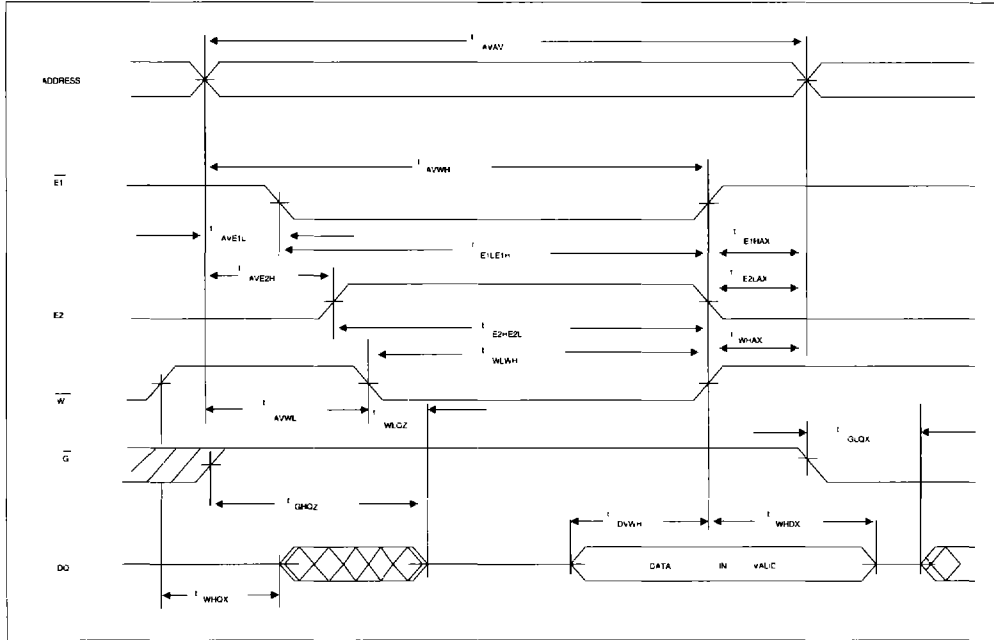 t AVAV
ADDRESS
t AVWH
E1
t AVE1L
t E1LE1H
t E1HAX
t AVE2H
t E2LAX
E2
t E2HE2L
t WHAX
t WLWH
W
t AVWL
t WLQZ
t GLQX
G
t GHQZ
t DVWH
t WHDX
DQ
DATA IN VALID
t WHQX